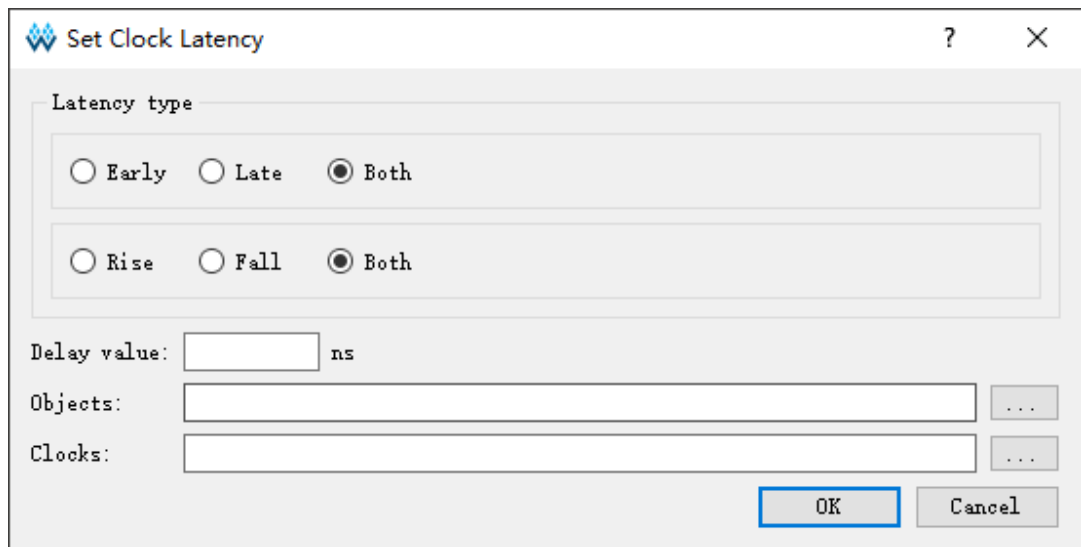 Set Clock Latency ?
Latency type
Early Late Both
Rise Fall Both
Delay value: ns
Objects: ...
Clocks: ...
OK Cancel